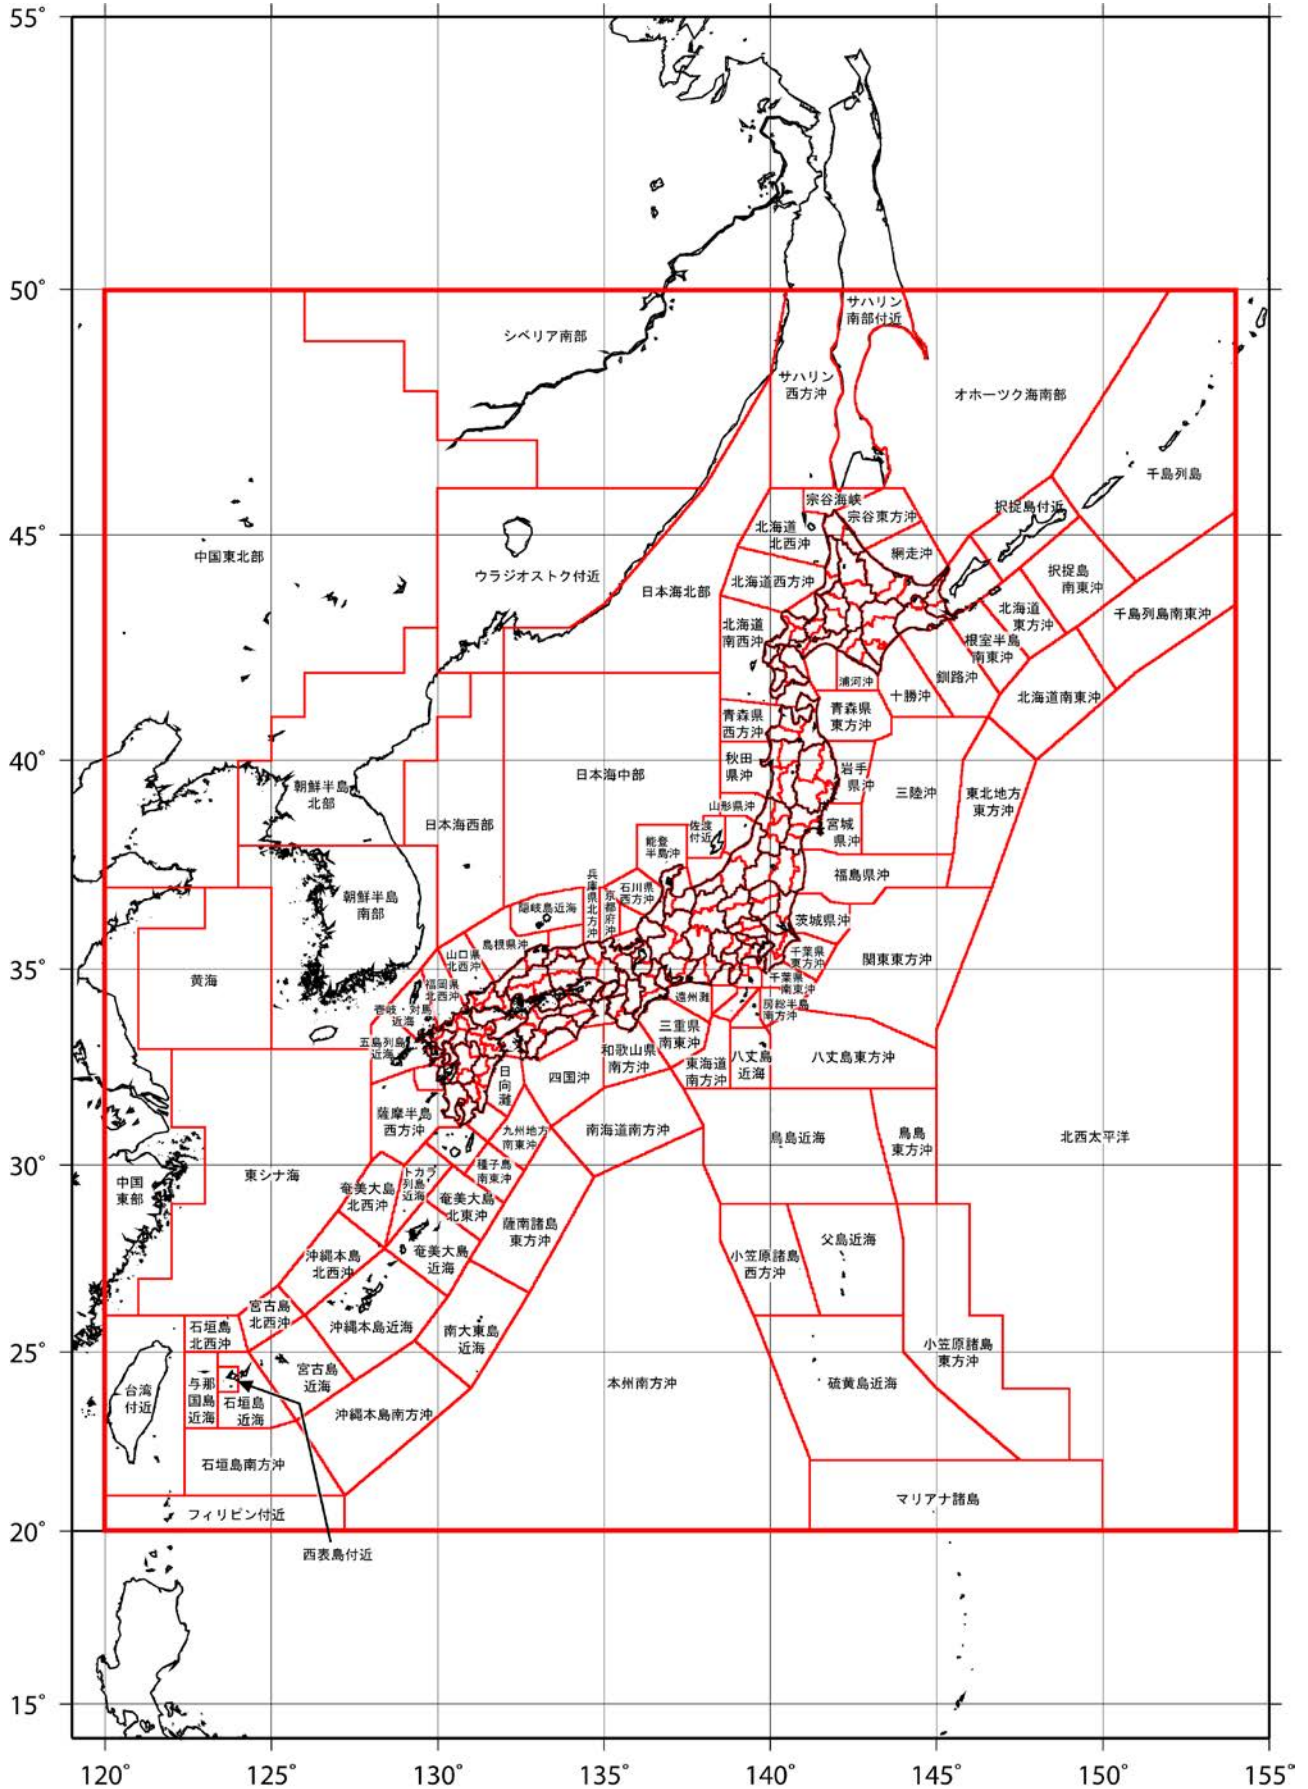 55°
50°
サハリン
南部付近
シベリア南部
サハリン
西方沖
オホーツク海南部
千島列島
宗谷海峡
択捉島付近
宗谷東方沖
北海道
北西沖
45°
中国東北部
網走沖
択捉島
南東沖
ウラジオストク付近
北海道西方沖
日本海北部
北海道
東方沖
千島列島南東沖
北海道
南西沖
根室半島
南東沖
釧路沖
浦河沖
十勝沖
北海道南東沖
青森県
西方沖
青森県
東方沖
40°
秋田
県沖
岩手
県沖
日本海中部
朝鮮半島
北部
三陸沖
東北地方
東方沖
山形県沖
日本海西部
佐渡
付近
宮城
県沖
能登
半島沖
福島県沖
兵庫県北方沖
京都府沖
石川県
西方沖
朝鮮半島
南部
隠岐島近海
茨城県沖
島根県沖
山口県
北西沖
千葉県
東方沖
関東東方沖
35°
黄海
千葉県
南東沖
福岡県
北西沖
遠州灘
房総半島
南方沖
壱岐・対馬
近海
三重県
南東沖
五島列島
近海
和歌山県
南方沖
八丈島
近海
八丈島東方沖
東海道
南方沖
日向灘
四国沖
薩摩半島
西方沖
九州地方
南東沖
南海道南方沖
鳥島近海
鳥島
東方沖
北西太平洋
30°
東シナ海
中国
東部
トカラ
列島
近海
種子島
南東沖
奄美大島
北西沖
奄美大島
北東沖
薩南諸島
東方沖
父島近海
沖縄本島
北西沖
奄美大島
近海
小笠原諸島
西方沖
宮古島
北西沖
石垣島
北西沖
沖縄本島近海
南大東島
近海
小笠原諸島
東方沖
25°
宮古島
近海
与那
国島
近海
石垣島
近海
台湾
付近
本州南方沖
硫黄島近海
沖縄本島南方沖
石垣島南方沖
マリアナ諸島
フィリピン付近
20°
西表島付近
15°
120°
125°
130°
135°
140°
145°
150°
155°